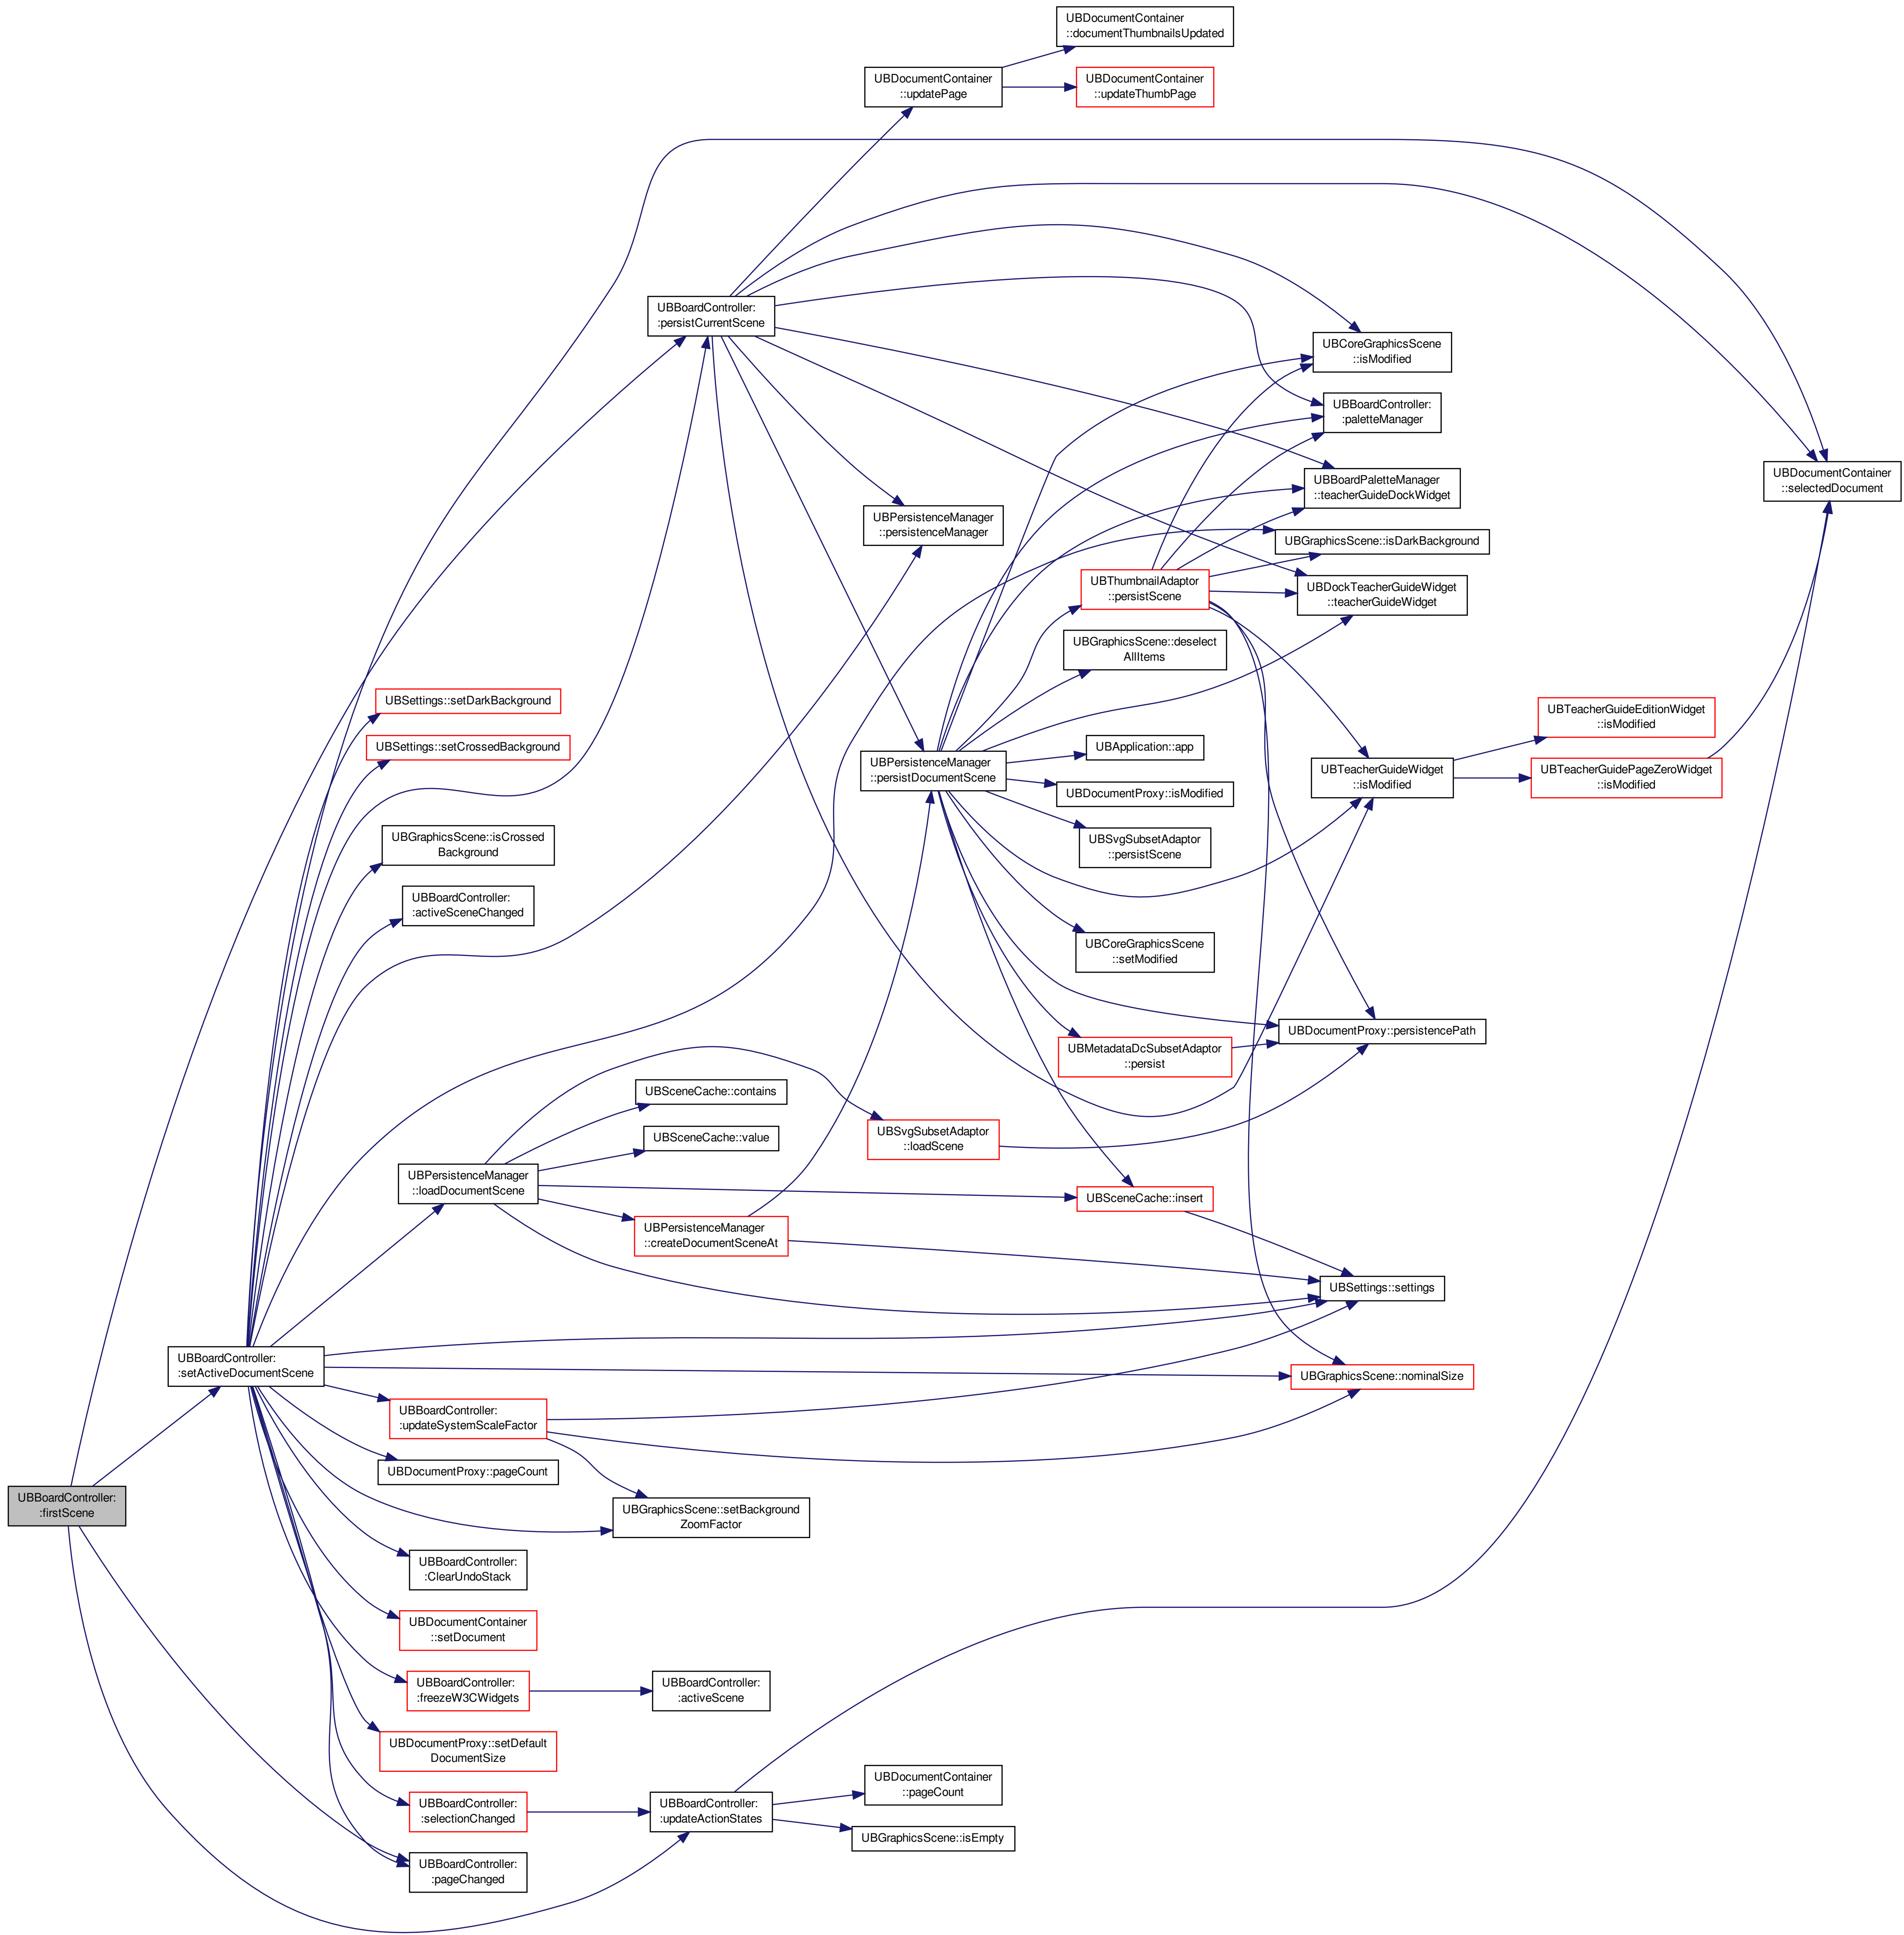 UBDocumentContainer
::documentThumbnailsUpdated
UBDocumentContainer
::updatePage
UBDocumentContainer
::updateThumbPage
UBBoardController:
:persistCurrentScene
UBCoreGraphicsScene
::isModified
UBBoardController:
:paletteManager
UBDocumentContainer
::selectedDocument
UBBoardPaletteManager
::teacherGuideDockWidget
UBPersistenceManager
::persistenceManager
UBGraphicsScene::isDarkBackground
UBThumbnailAdaptor
::persistScene
UBDockTeacherGuideWidget
::teacherGuideWidget
UBGraphicsScene::deselect
AllItems
UBSettings::setDarkBackground
UBTeacherGuideEditionWidget
::isModified
UBSettings::setCrossedBackground
UBApplication::app
UBPersistenceManager
::persistDocumentScene
UBTeacherGuideWidget
::isModified
UBTeacherGuidePageZeroWidget
::isModified
UBDocumentProxy::isModified
UBGraphicsScene::isCrossed
Background
UBSvgSubsetAdaptor
::persistScene
UBBoardController:
:activeSceneChanged
UBCoreGraphicsScene
::setModified
UBDocumentProxy::persistencePath
UBMetadataDcSubsetAdaptor
::persist
UBSceneCache::contains
UBSceneCache::value
UBSvgSubsetAdaptor
::loadScene
UBPersistenceManager
::loadDocumentScene
UBSceneCache::insert
UBPersistenceManager
::createDocumentSceneAt
UBSettings::settings
UBBoardController:
:setActiveDocumentScene
UBGraphicsScene::nominalSize
UBBoardController:
:updateSystemScaleFactor
UBDocumentProxy::pageCount
UBBoardController:
:firstScene
UBGraphicsScene::setBackground
ZoomFactor
UBBoardController:
:ClearUndoStack
UBDocumentContainer
::setDocument
UBBoardController:
:freezeW3CWidgets
UBBoardController:
:activeScene
UBDocumentProxy::setDefault
DocumentSize
UBBoardController:
:selectionChanged
UBBoardController:
:updateActionStates
UBDocumentContainer
::pageCount
UBGraphicsScene::isEmpty
UBBoardController:
:pageChanged